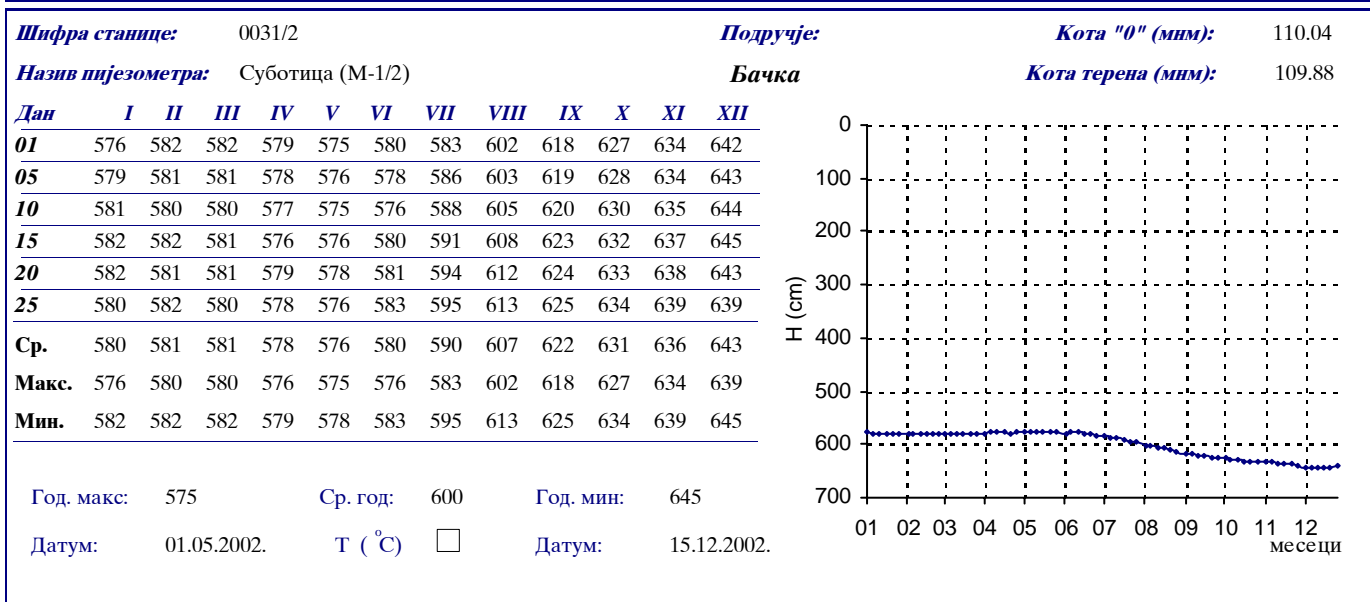 Шифра станице: 0031/2 Подручје: Кота "0" (мнм): 110.04
Назив пијезометра: Суботица (М-1/2) Бачка Кота терена (мнм): 109.88
Дан I II III IV V VI VII VIII IX X XI XII
01 576 582 582 579 575 580 583 602 618 627 634 642
05 579 581 581 578 576 578 586 603 619 628 634 643
10 581 580 580 577 575 576 588 605 620 630 635 644
15 582 582 581 576 576 580 591 608 623 632 637 645
20 582 581 581 579 578 581 594 612 624 633 638 643
25 580 582 580 578 576 583 595 613 625 634 639 639
Ср. 580 581 581 578 576 580 590 607 622 631 636 643
Макс. 576 580 580 576 575 576 583 602 618 627 634 639
Мин. 582 582 582 579 578 583 595 613 625 634 639 645
Год. макс: 575 Ср. год: 600 Год. мин: 645
Датум: 01.05.2002. Т ( °C) Датум: 15.12.2002.
H (cm)
0
100
200
300
400
500
600
700
01 02 03 04 05 06 07 08 09 10 11 12
месеци